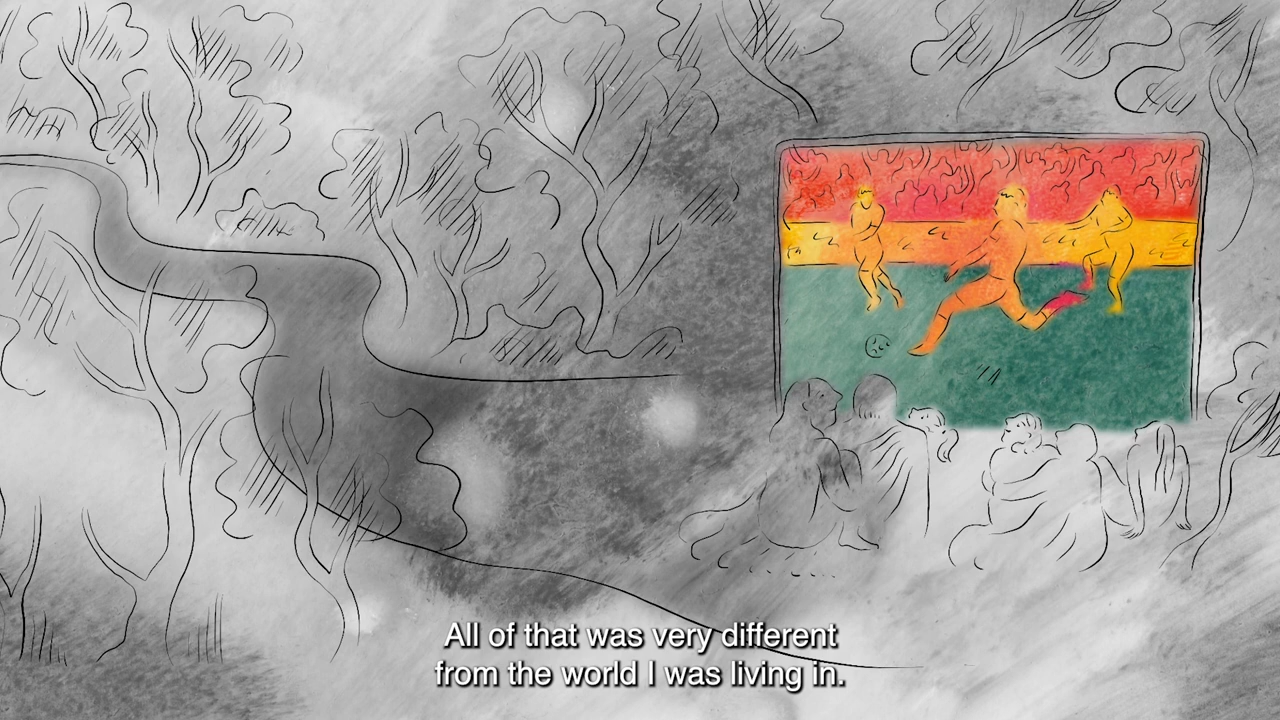 All of that was very different
from the world I was living in.